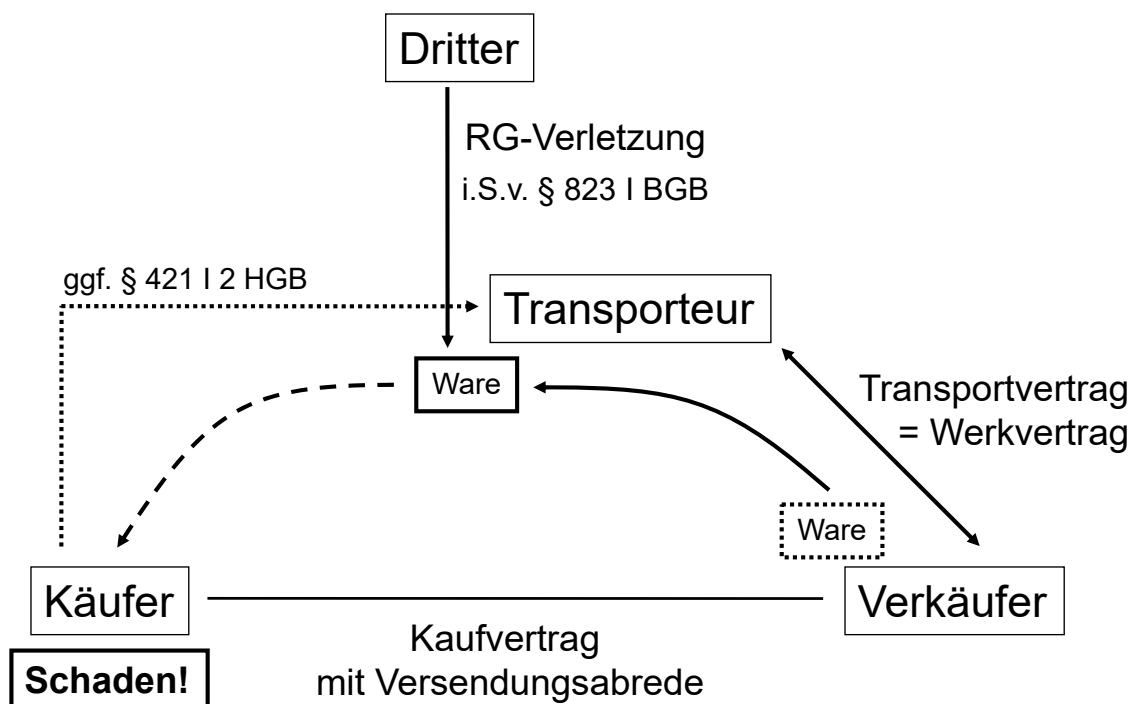 Dritter
RG-Verletzung
i.S.v. § 823 I BGB
ggf. § 421 I 2 HGB
Transporteur
Ware
Transportvertrag
= Werkvertrag
Ware
Käufer
Verkäufer
Kaufvertrag
mit Versendungsabrede
Schaden!